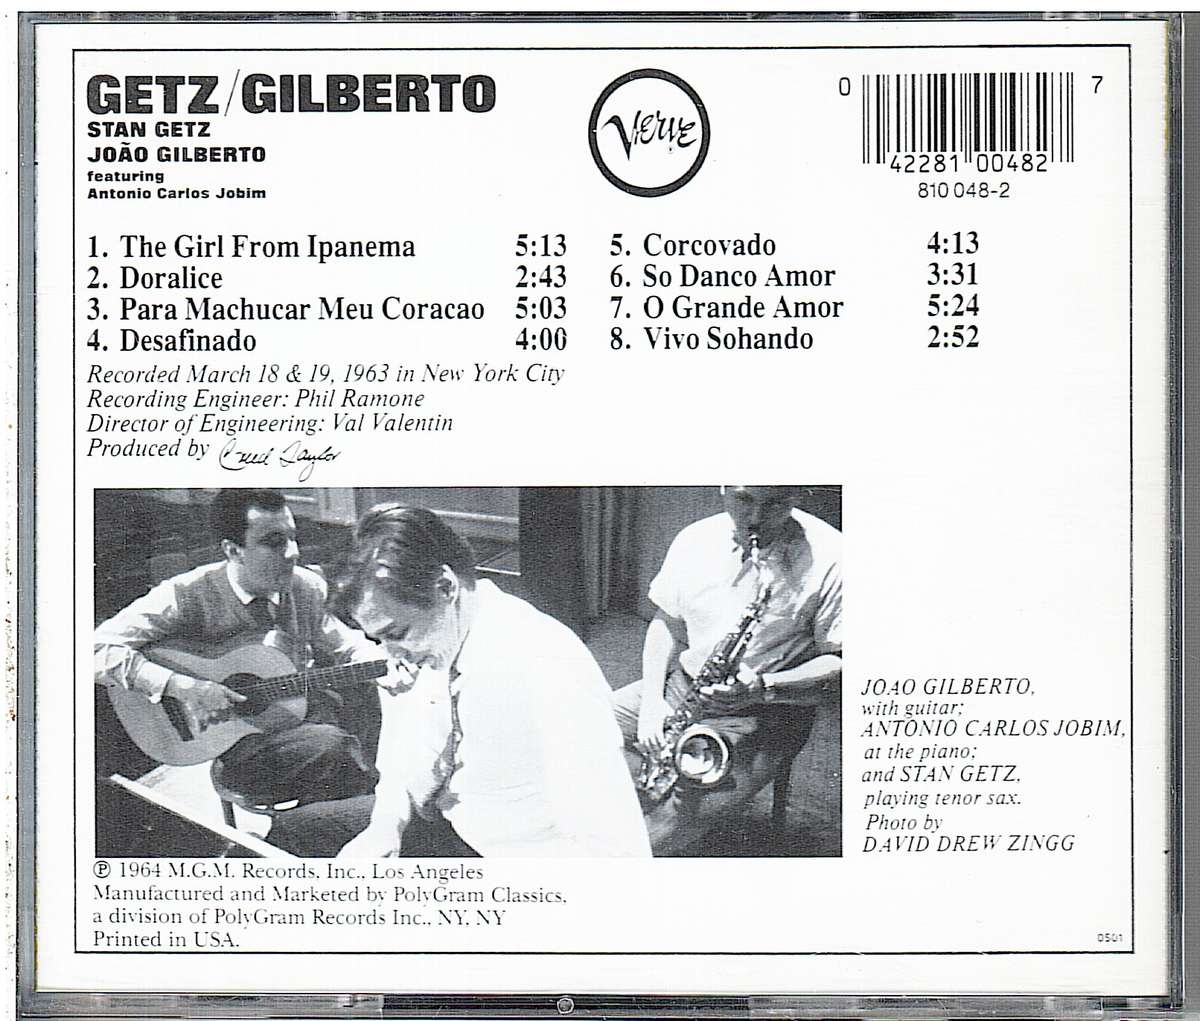 GETZ/GILBERTO
STAN GETZ
JOÃO GILBERTO
featuring
Antonio Carlos Jobim
Verve
0 42281 00482 7
810 048-2
1. The Girl From Ipanema 5:13
2. Doralice 2:43
3. Para Machucar Meu Coracao 5:03
4. Desafinado 4:00
5. Corcovado 4:13
6. So Danco Amor 3:31
7. O Grande Amor 5:24
8. Vivo Sohando 2:52
Recorded March 18 & 19, 1963 in New York City
Recording Engineer: Phil Ramone
Director of Engineering: Val Valentin
Produced by Creed Taylor
JOAO GILBERTO,
with guitar;
ANTONIO CARLOS JOBIM,
at the piano;
and STAN GETZ,
playing tenor sax.
Photo by
DAVID DREW ZINGG
℗ 1964 M.G.M. Records, Inc., Los Angeles
Manufactured and Marketed by PolyGram Classics,
a division of PolyGram Records Inc., NY, NY
Printed in USA.
0501